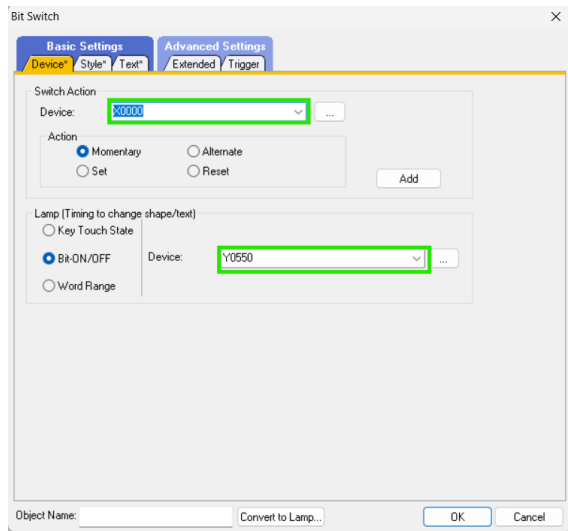 Bit Switch
Basic Settings Advanced Settings
Device* Style* Text* Extended Trigger
Switch Action
Device: X0000 ...
Action
Momentary Alternate
Set Reset
Add
Lamp (Timing to change shape/text)
Key Touch State
Bit-ON/OFF Device: Y0550 ...
Word Range
Object Name: Convert to Lamp... OK Cancel